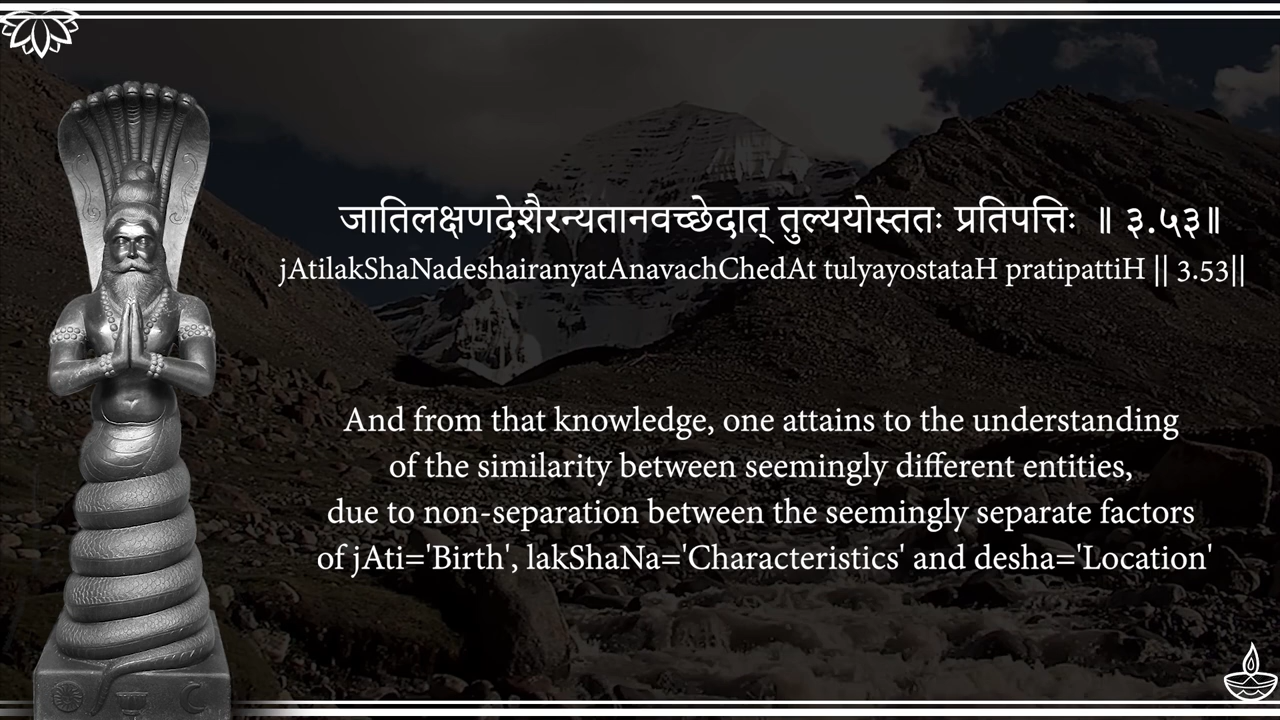 जातिलक्षणदेशैरन्यतानवच्छेदात् तुल्ययोस्ततः प्रतिपत्तिः ॥ ३.५३॥
jAtilakShaNadeshairanyatAnavachChedAt tulyayostataH pratipattiH || 3.53||
And from that knowledge, one attains to the understanding
of the similarity between seemingly different entities,
due to non-separation between the seemingly separate factors
of jAti='Birth', lakShaNa='Characteristics' and desha='Location'